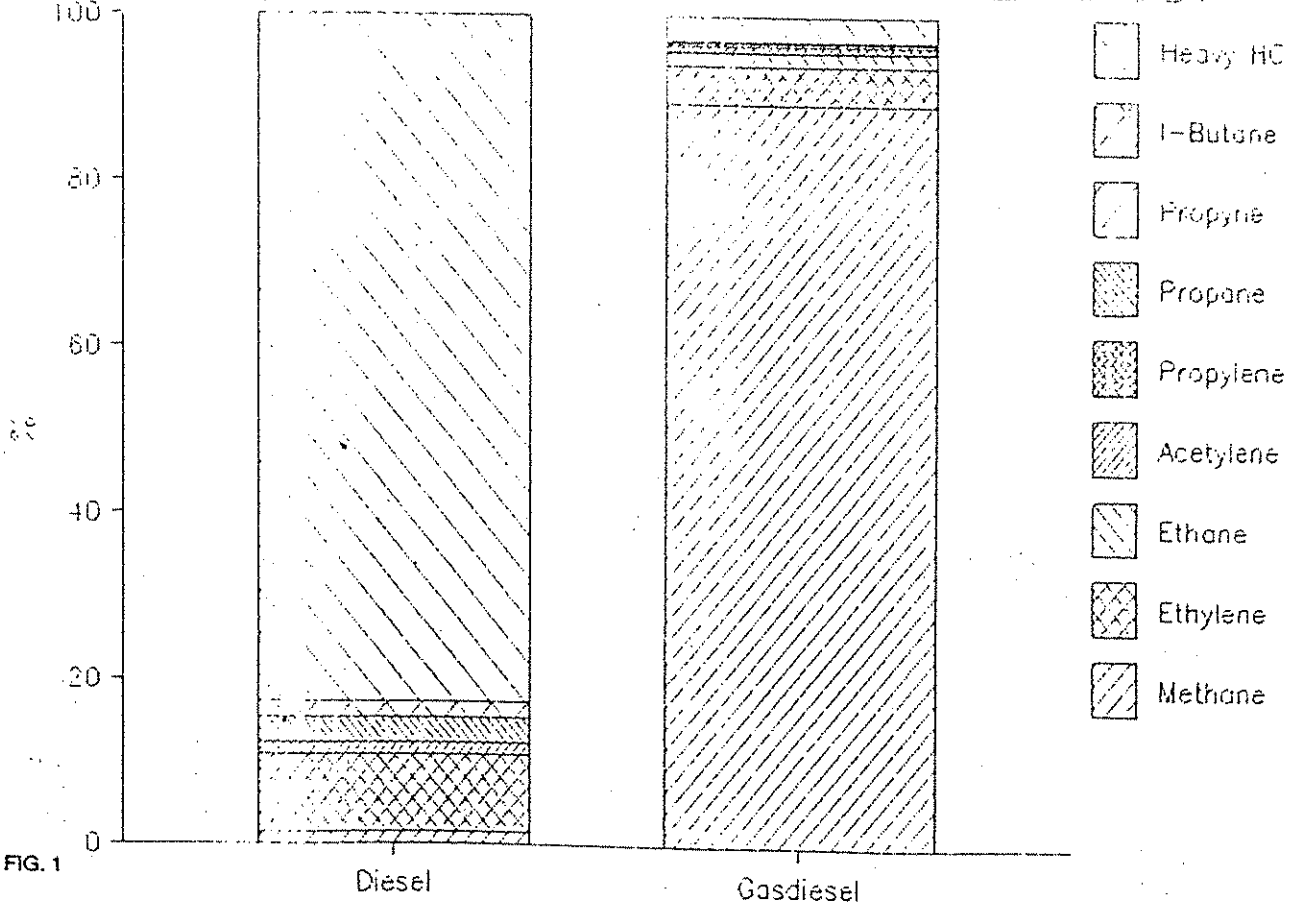 100
80
60
40
20
0
%
Diesel
Gasdiesel
Heavy HC
I-Butane
Propyne
Propane
Propylene
Acetylene
Ethane
Ethylene
Methane
FIG. 1